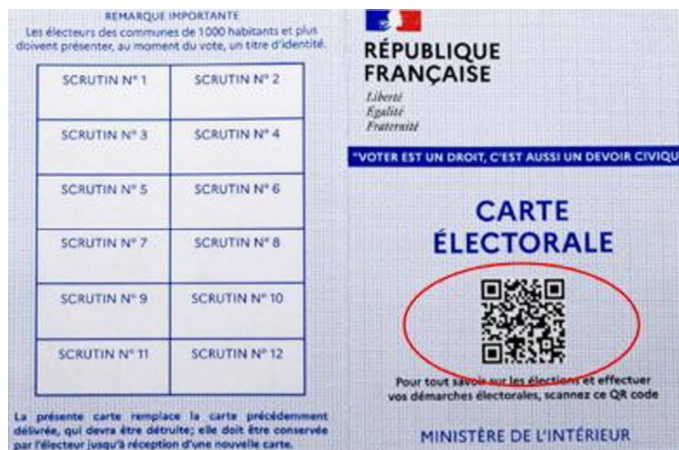 REMARQUE IMPORTANTE
Les électeurs des communes de 1000 habitants et plus
doivent présenter, au moment du vote, un titre d'identité.
SCRUTIN N° 1
SCRUTIN N° 2
SCRUTIN N° 3
SCRUTIN N° 4
SCRUTIN N° 5
SCRUTIN N° 6
SCRUTIN N° 7
SCRUTIN N° 8
SCRUTIN N° 9
SCRUTIN N° 10
SCRUTIN N° 11
SCRUTIN N° 12
La présente carte remplace la carte précédemment
délivrée, qui devra être détruite; elle doit être conservée
par l'électeur jusqu'à réception d'une nouvelle carte.
RÉPUBLIQUE
FRANÇAISE
Liberté
Égalité
Fraternité
"VOTER EST UN DROIT, C'EST AUSSI UN DEVOIR CIVIQU
CARTE
ÉLECTORALE
Pour tout savoir sur les élections et effectuer
vos démarches électorales, scannez ce QR code
MINISTÈRE DE L'INTÉRIEUR